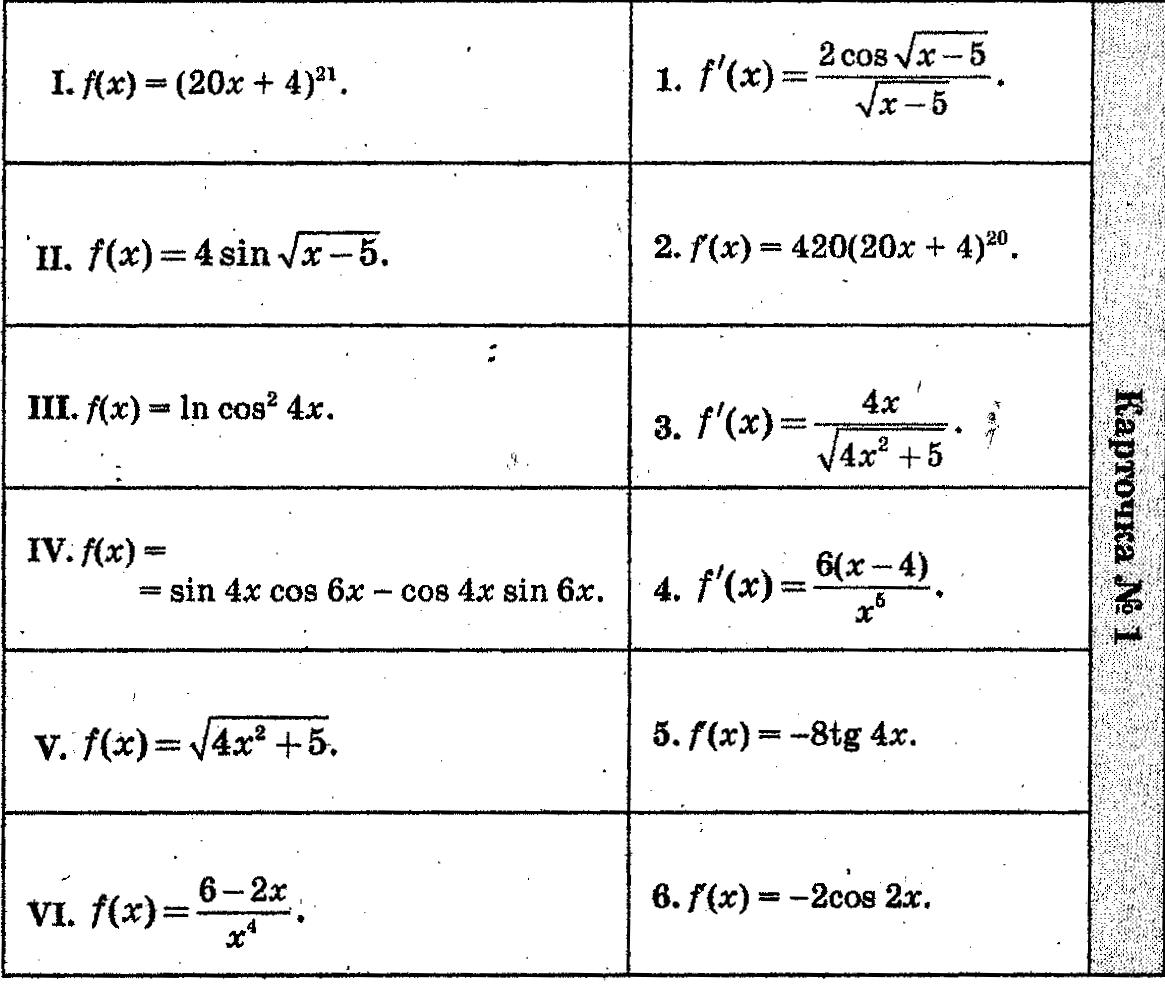 I. f(x) = (20x + 4)²¹.
1. f′(x) = 2 cos √(x – 5) / √(x – 5).
II. f(x) = 4 sin √(x – 5).
2. f′(x) = 420(20x + 4)²⁰.
III. f(x) = ln cos² 4x.
3. f′(x) = 4x / √(4x² + 5).
IV. f(x) =
= sin 4x cos 6x – cos 4x sin 6x.
4. f′(x) = 6(x – 4) / x⁵.
V. f(x) = √(4x² + 5).
5. f′(x) = –8tg 4x.
VI. f(x) = (6 – 2x) / x⁴.
6. f′(x) = –2cos 2x.
Карточка № 1